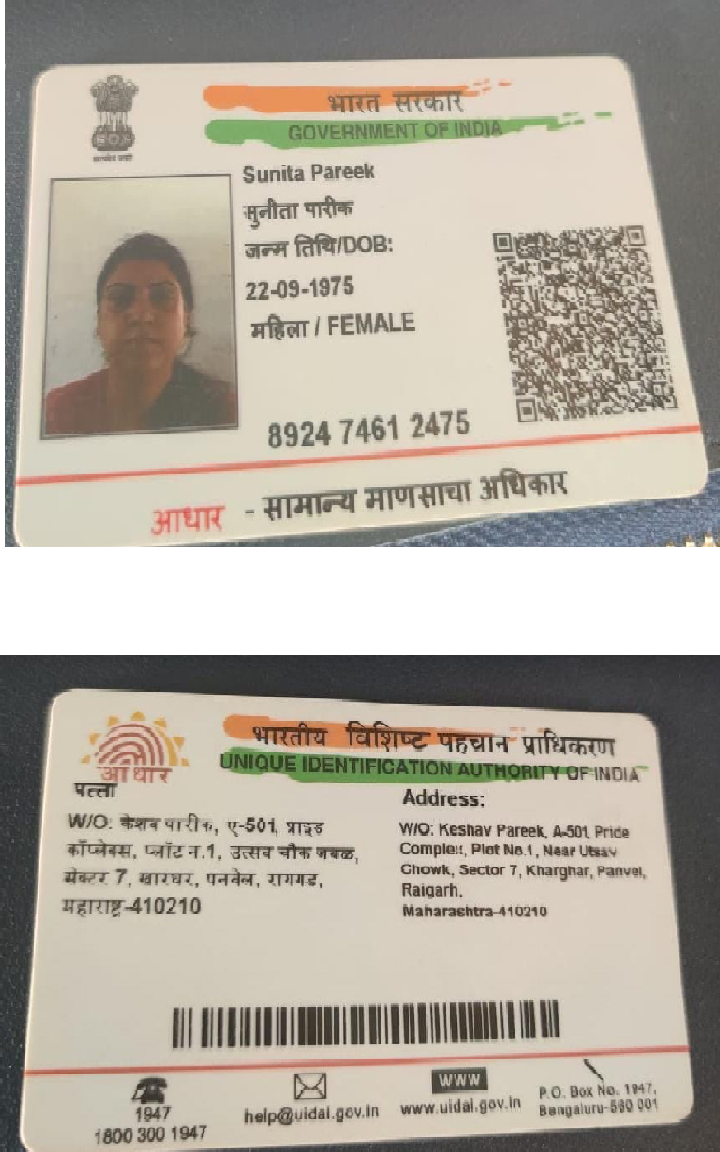 भारत सरकार
GOVERNMENT OF INDIA
Sunita Pareek
सुनीता पारीक
जन्म तिथि/DOB:
22-09-1975
महिला / FEMALE
8924 7461 2475
आधार - सामान्य माणसाचा अधिकार
भारतीय विशिष्ट पहचान प्राधिकरण
UNIQUE IDENTIFICATION AUTHORITY OF INDIA
आधार
पत्ता
W/O: केशव पारीक, ए-501, प्राइड
कॉम्प्लेक्स, प्लॉट न.1, उत्सव चौक जवळ,
सेक्टर 7, खारघर, पनवेल, रायगड,
महाराष्ट्र-410210
Address:
W/O: Keshav Pareek, A-501, Pride
Complex, Plot No.1, Near Utsav
Chowk, Sector 7, Kharghar, Panvel,
Raigarh.
Maharashtra-410210
1947
1800 300 1947
help@uidai.gov.in
www
www.uidai.gov.in
P.O. Box No. 1947,
Bengaluru-560 001